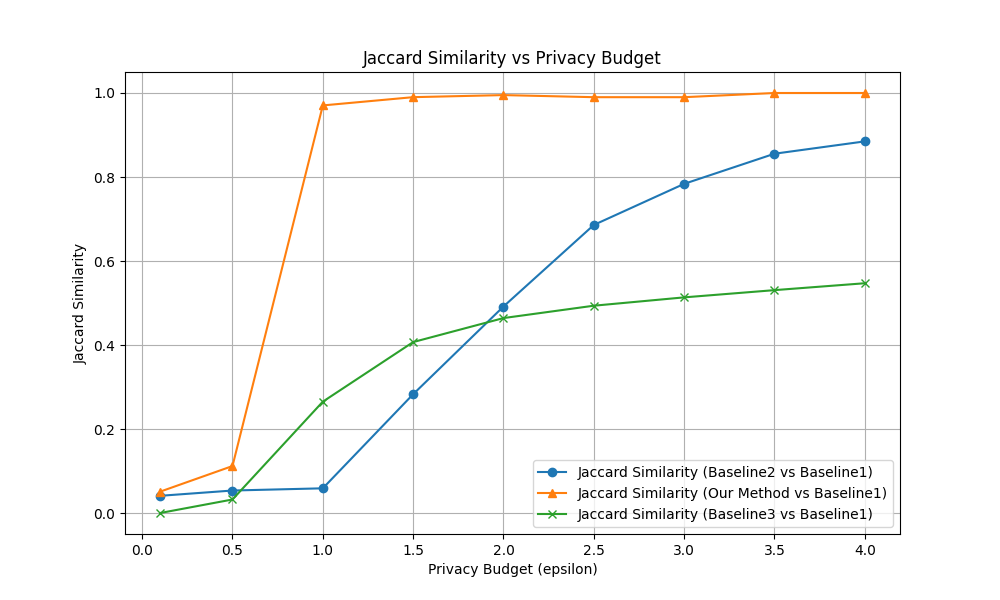 Jaccard Similarity vs Privacy Budget
Jaccard Similarity
1.0
0.8
0.6
0.4
0.2
0.0
0.0 0.5 1.0 1.5 2.0 2.5 3.0 3.5 4.0
Privacy Budget (epsilon)
Jaccard Similarity (Baseline2 vs Baseline1)
Jaccard Similarity (Our Method vs Baseline1)
Jaccard Similarity (Baseline3 vs Baseline1)